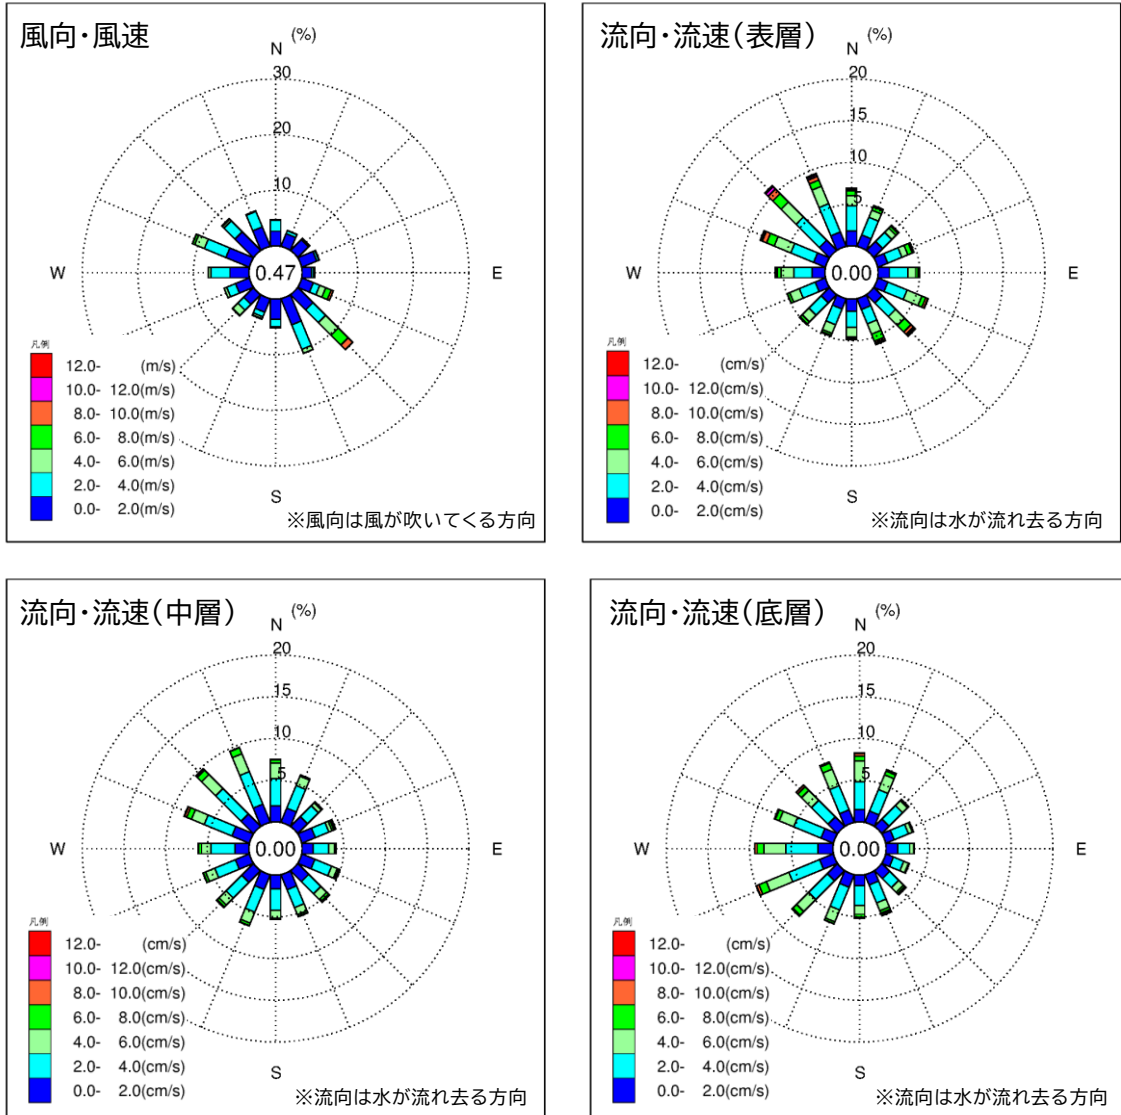 風向・風速
(%)
N
30
20
10
W
0.47
E
凡例
12.0- (m/s)
10.0- 12.0(m/s)
8.0- 10.0(m/s)
6.0- 8.0(m/s)
4.0- 6.0(m/s)
2.0- 4.0(m/s)
0.0- 2.0(m/s)
S
※風向は風が吹いてくる方向
流向・流速(表層)
(%)
N
20
15
10
5
W
0.00
E
凡例
12.0- (cm/s)
10.0- 12.0(cm/s)
8.0- 10.0(cm/s)
6.0- 8.0(cm/s)
4.0- 6.0(cm/s)
2.0- 4.0(cm/s)
0.0- 2.0(cm/s)
S
※流向は水が流れ去る方向
流向・流速(中層)
(%)
N
20
15
10
5
W
0.00
E
凡例
12.0- (cm/s)
10.0- 12.0(cm/s)
8.0- 10.0(cm/s)
6.0- 8.0(cm/s)
4.0- 6.0(cm/s)
2.0- 4.0(cm/s)
0.0- 2.0(cm/s)
S
※流向は水が流れ去る方向
流向・流速(底層)
(%)
N
20
15
10
5
W
0.00
E
凡例
12.0- (cm/s)
10.0- 12.0(cm/s)
8.0- 10.0(cm/s)
6.0- 8.0(cm/s)
4.0- 6.0(cm/s)
2.0- 4.0(cm/s)
0.0- 2.0(cm/s)
S
※流向は水が流れ去る方向